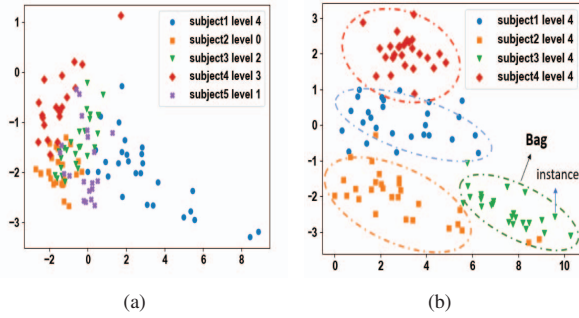 subject1 level 4
subject2 level 0
subject3 level 2
subject4 level 3
subject5 level 1
1
0
−1
−2
−3
−2 0 2 4 6 8
(a)
subject1 level 4
subject2 level 4
subject3 level 4
subject4 level 4
3
2
1
0
−1
−2
−3
0 2 4 6 8 10
Bag
instance
(b)